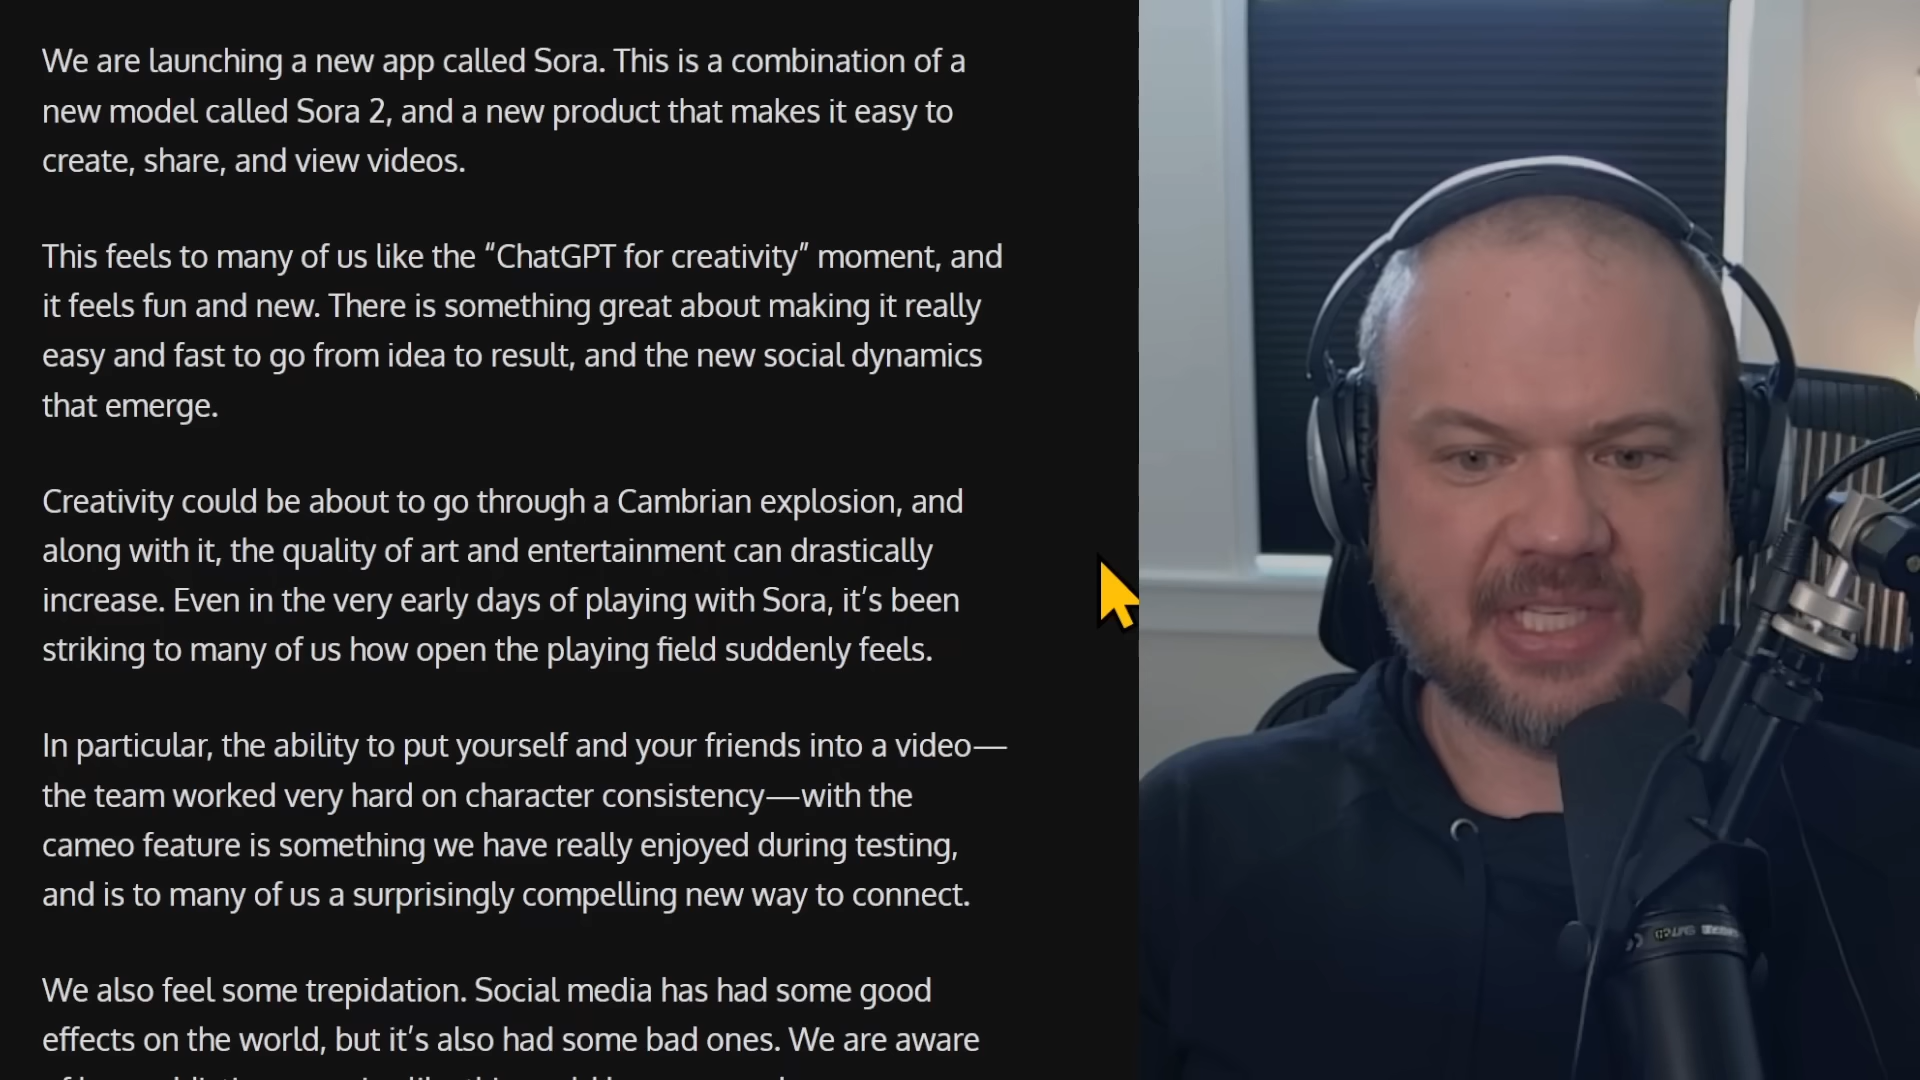 We are launching a new app called Sora. This is a combination of a
new model called Sora 2, and a new product that makes it easy to
create, share, and view videos.
This feels to many of us like the “ChatGPT for creativity” moment, and
it feels fun and new. There is something great about making it really
easy and fast to go from idea to result, and the new social dynamics
that emerge.
Creativity could be about to go through a Cambrian explosion, and
along with it, the quality of art and entertainment can drastically
increase. Even in the very early days of playing with Sora, it’s been
striking to many of us how open the playing field suddenly feels.
In particular, the ability to put yourself and your friends into a video—
the team worked very hard on character consistency—with the
cameo feature is something we have really enjoyed during testing,
and is to many of us a surprisingly compelling new way to connect.
We also feel some trepidation. Social media has had some good
effects on the world, but it’s also had some bad ones. We are aware